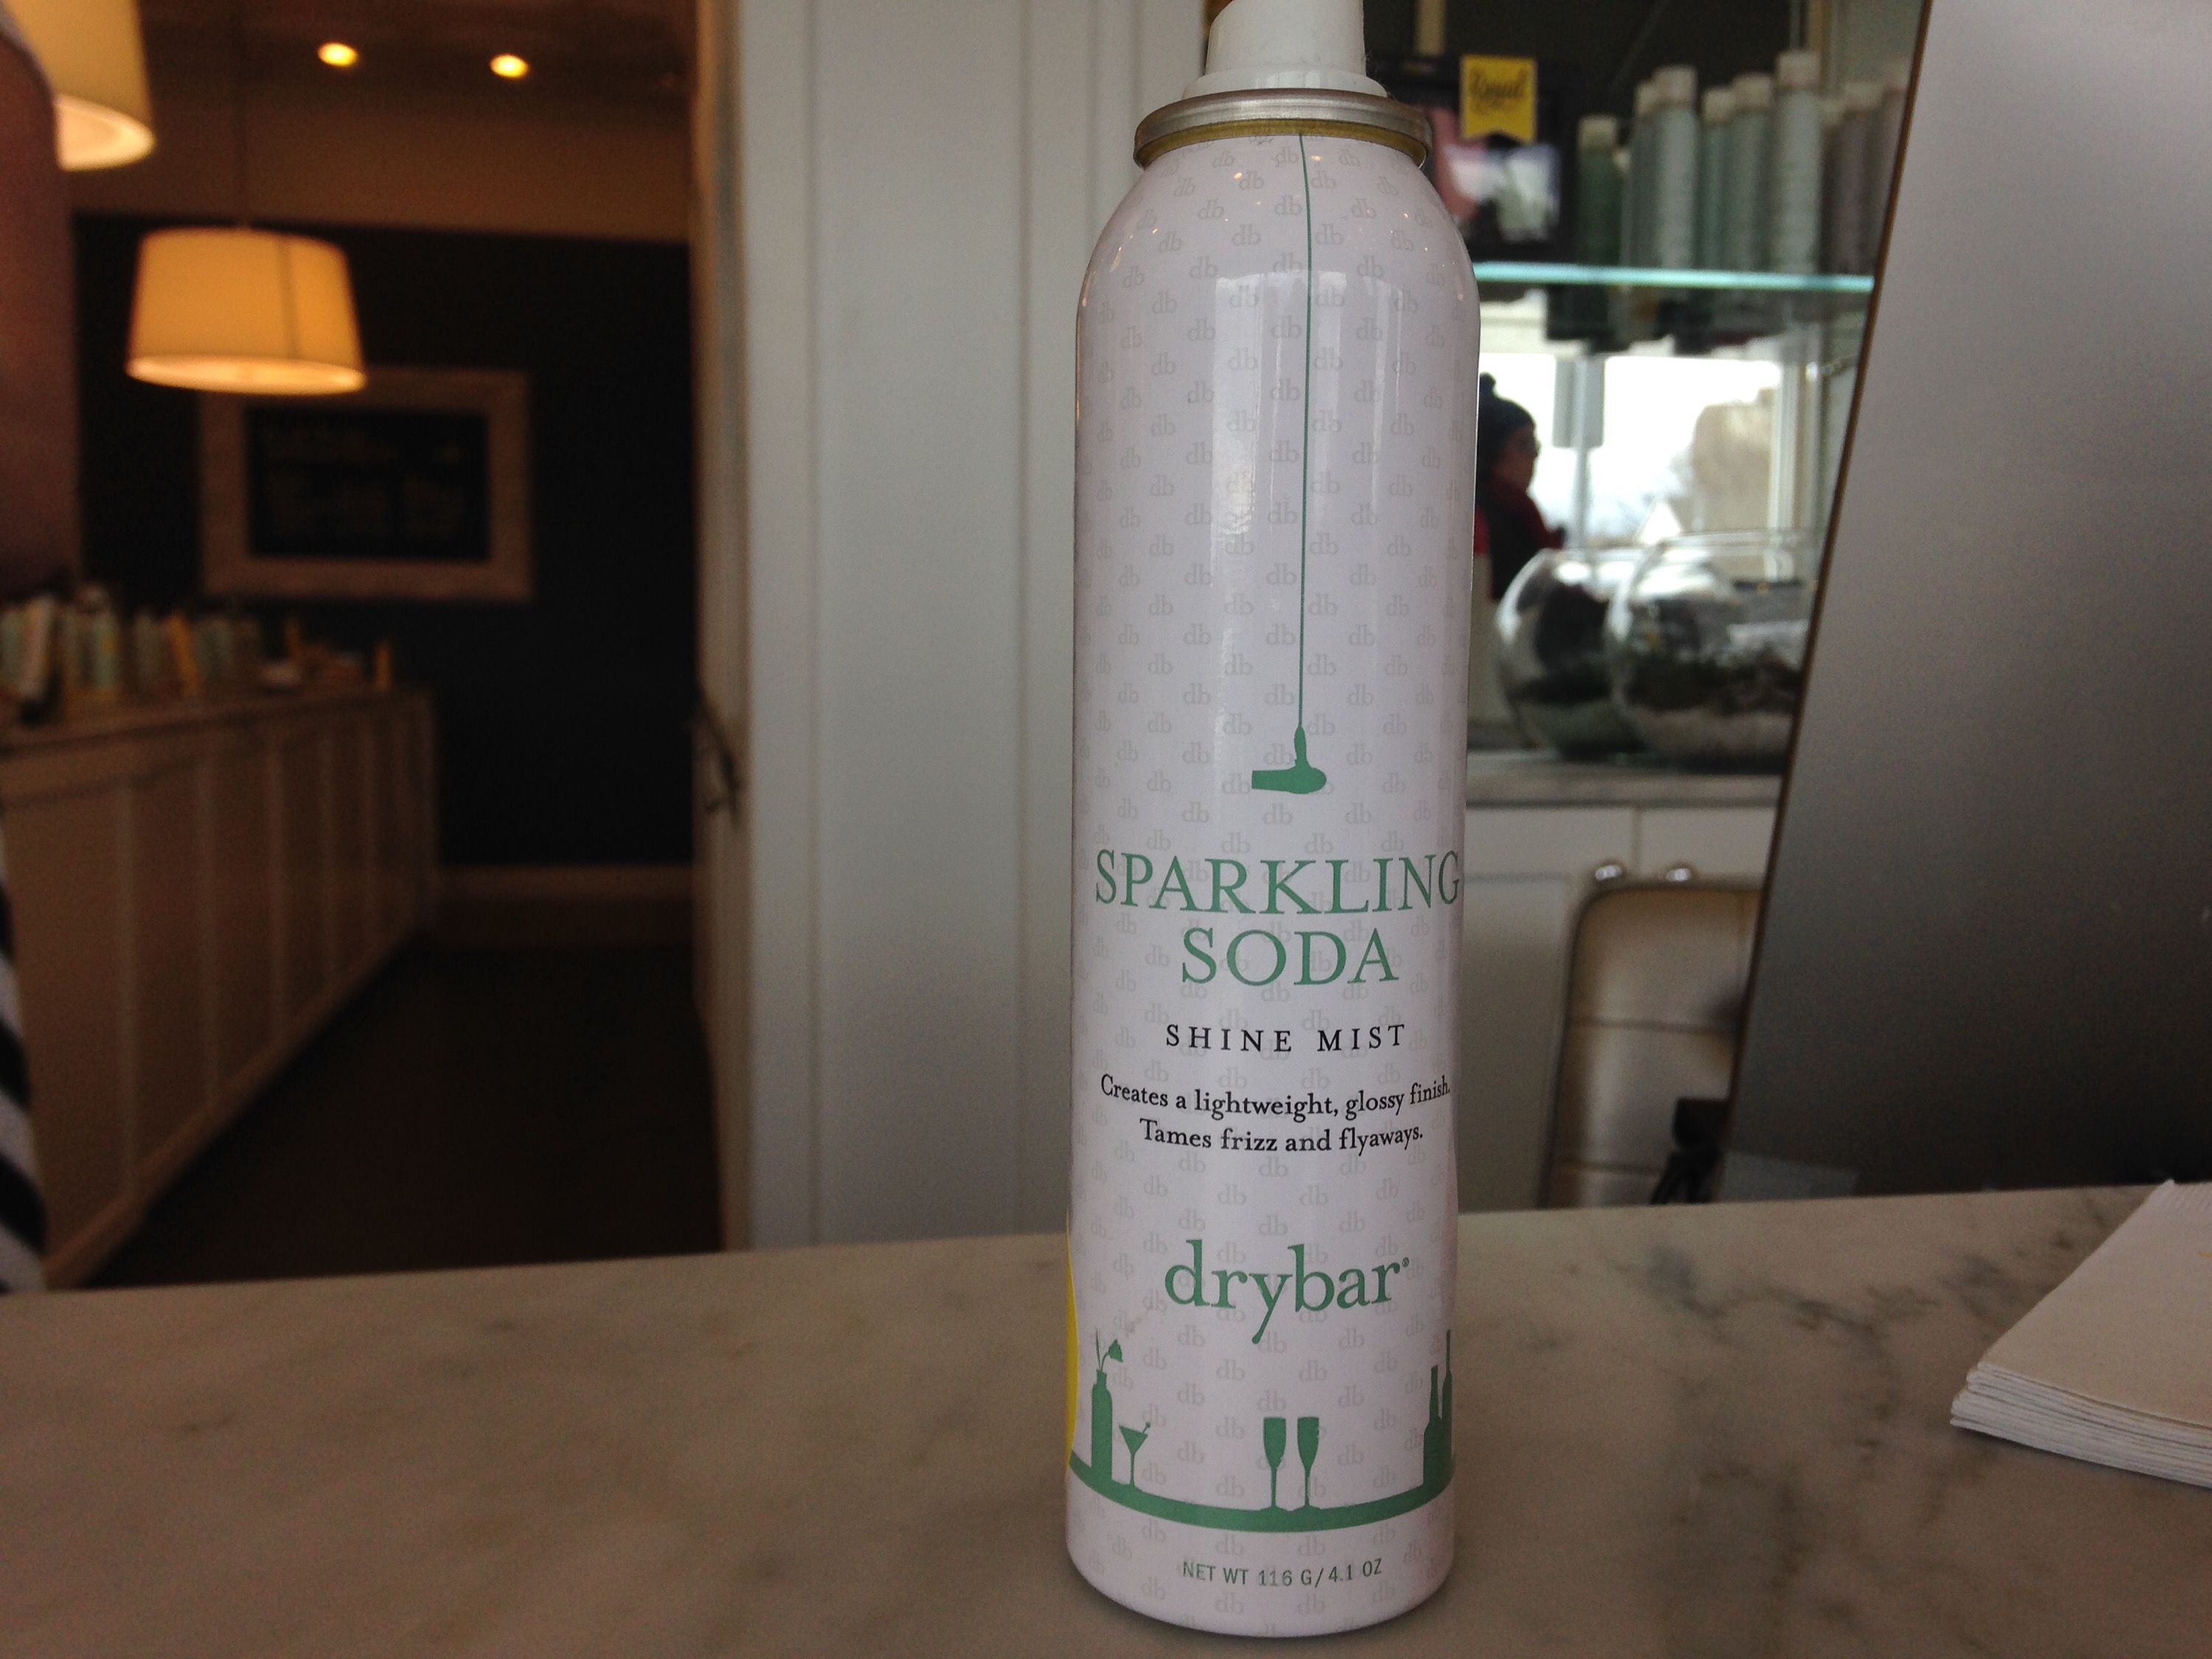 SPARKLING
SODA
SHINE MIST
Creates a lightweight, glossy finish.
Tames frizz and flyaways.
drybar
NET WT 116 G/4.1 OZ